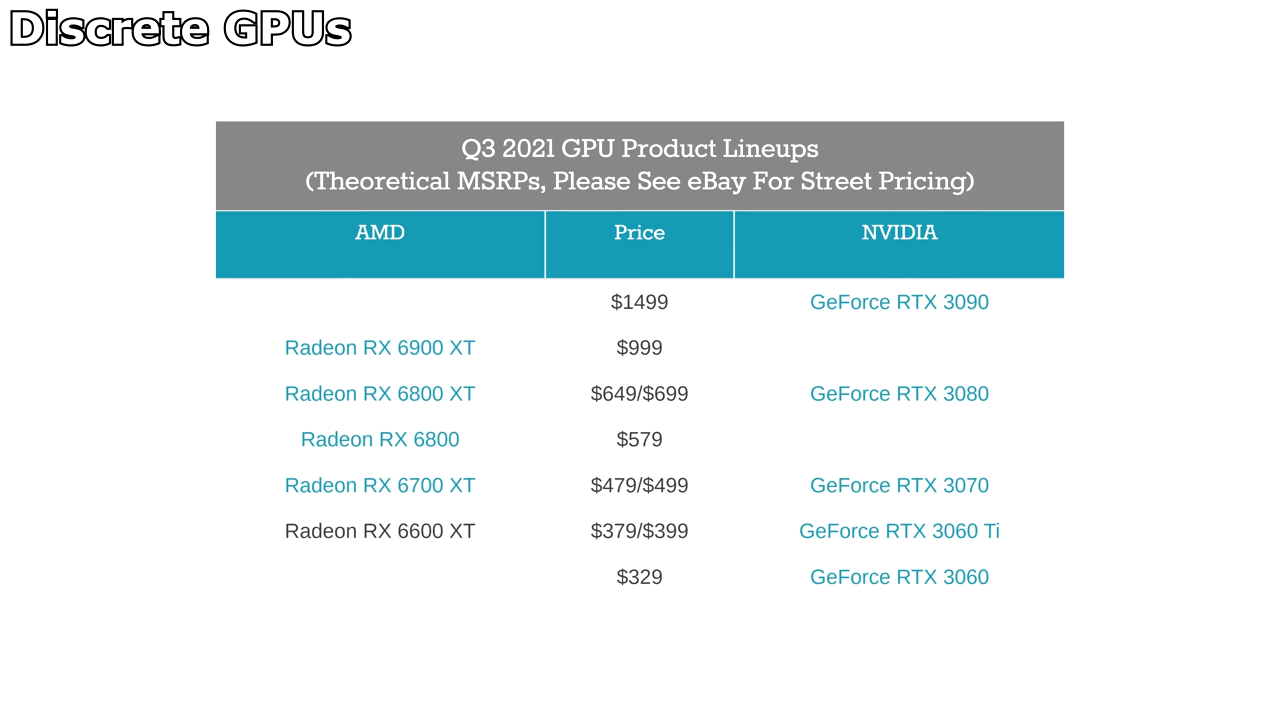 Discrete GPUs
Q3 2021 GPU Product Lineups
(Theoretical MSRPs, Please See eBay For Street Pricing)
AMD Price NVIDIA
$1499 GeForce RTX 3090
Radeon RX 6900 XT $999
Radeon RX 6800 XT $649/$699 GeForce RTX 3080
Radeon RX 6800 $579
Radeon RX 6700 XT $479/$499 GeForce RTX 3070
Radeon RX 6600 XT $379/$399 GeForce RTX 3060 Ti
$329 GeForce RTX 3060